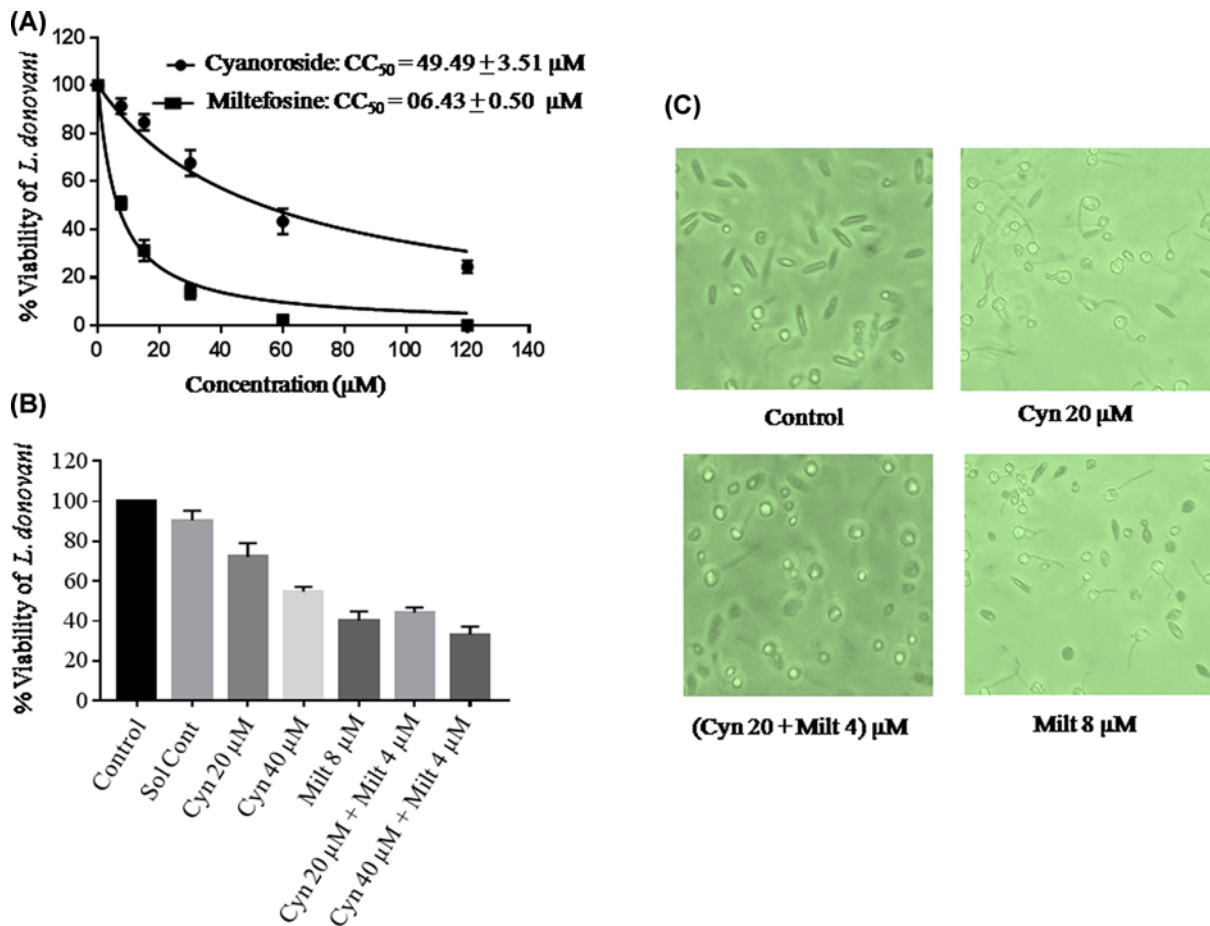 (A)
120
100
80
60
40
20
0
% Viability of L. donovani
Cyanoroside: CC50 = 49.49 ± 3.51 μM
Miltefosine: CC50 = 06.43 ± 0.50 μM
0 20 40 60 80 100 120 140
Concentration (μM)
(B)
120
100
80
60
40
20
0
% Viability of L. donovani
Control
Sol Cont
Cyn 20 μM
Cyn 40 μM
Milt 8 μM
Cyn 20 μM + Milt 4 μM
Cyn 40 μM + Milt 4 μM
(C)
Control
Cyn 20 μM
(Cyn 20 + Milt 4) μM
Milt 8 μM